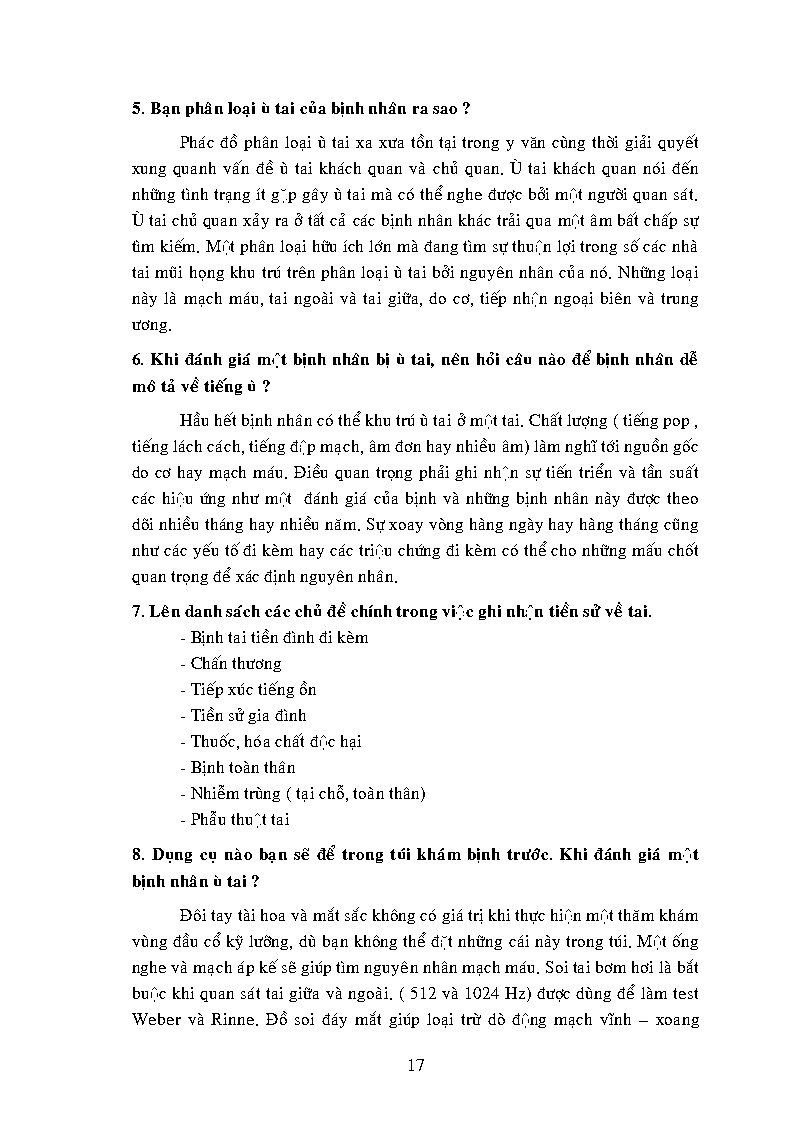 5. Bạn phân loại ù tai của bịnh nhân ra sao ?
Phác đồ phân loại ù tai xa xưa tồn tại trong y văn cùng thời giải quyết
xung quanh vấn đề ù tai khách quan và chủ quan. Ù tai khách quan nói đến
những tình trạng ít gặp gây ù tai mà có thể nghe được bởi một người quan sát.
Ù tai chủ quan xảy ra ở tất cả các bịnh nhân khác trải qua một âm bất chấp sự
tìm kiếm. Một phân loại hữu ích lớn mà đang tìm sự thuận lợi trong số các nhà
tai mũi họng khu trú trên phân loại ù tai bởi nguyên nhân của nó. Những loại
này là mạch máu, tai ngoài và tai giữa, do cơ, tiếp nhận ngoại biên và trung
ương.
6. Khi đánh giá một bịnh nhân bị ù tai, nên hỏi câu nào để bịnh nhân dễ
mô tả về tiếng ù ?
Hầu hết bịnh nhân có thể khu trú ù tai ở một tai. Chất lượng ( tiếng pop ,
tiếng lách cách, tiếng đập mạch, âm đơn hay nhiều âm) làm nghĩ tới nguồn gốc
do cơ hay mạch máu. Điều quan trọng phải ghi nhận sự tiến triển và tần suất
các hiệu ứng như một đánh giá của bịnh và những bịnh nhân này được theo
dõi nhiều tháng hay nhiều năm. Sự xoay vòng hàng ngày hay hàng tháng cũng
như các yếu tố đi kèm hay các triệu chứng đi kèm có thể cho những mấu chốt
quan trọng để xác định nguyên nhân.
7. Lên danh sách các chủ đề chính trong việc ghi nhận tiền sử về tai.
- Bịnh tai tiền đình đi kèm
- Chấn thương
- Tiếp xúc tiếng ồn
- Tiền sử gia đình
- Thuốc, hóa chất độc hại
- Bịnh toàn thân
- Nhiễm trùng ( tại chỗ, toàn thân)
- Phẫu thuật tai
8. Dụng cụ nào bạn sẽ để trong túi khám bịnh trước. Khi đánh giá một
bịnh nhân ù tai ?
Đôi tay tài hoa và mắt sắc không có giá trị khi thực hiện một thăm khám
vùng đầu cổ kỹ lưỡng, dù bạn không thể đặt những cái này trong túi. Một ống
nghe và mạch áp kế sẽ giúp tìm nguyên nhân mạch máu. Soi tai bơm hơi là bắt
buộc khi quan sát tai giữa và ngoài. ( 512 và 1024 Hz) được dùng để làm test
Weber và Rinne. Đồ soi đáy mắt giúp loại trừ dò động mạch vĩnh – xoang
17